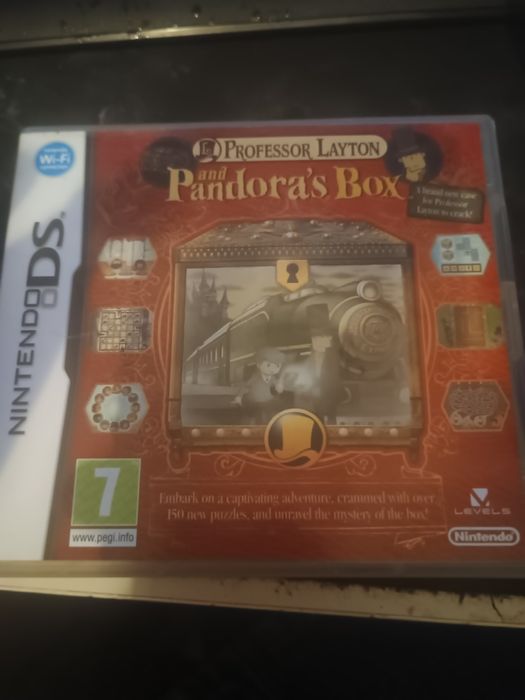 Nintendo
Wi-Fi
CONNECTION
NINTENDO DS™
PROFESSOR LAYTON
and
Pandora's Box
A brand new case
for Professor
Layton to crack!
Embark on a captivating adventure, crammed with over
150 new puzzles, and unravel the mystery of the box!
7
www.pegi.info
LEVEL5
Nintendo®